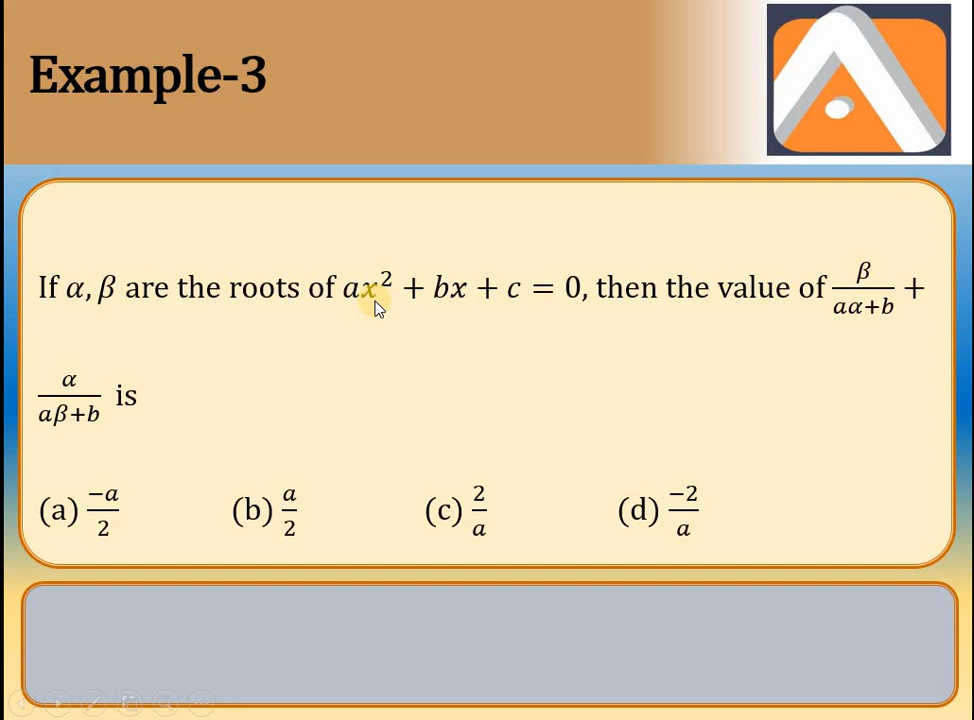 Example-3
If α, β are the roots of ax² + bx + c = 0, then the value of β/(aα+b) +
α/(aβ+b) is
(a) −a/2 (b) a/2 (c) 2/a (d) −2/a